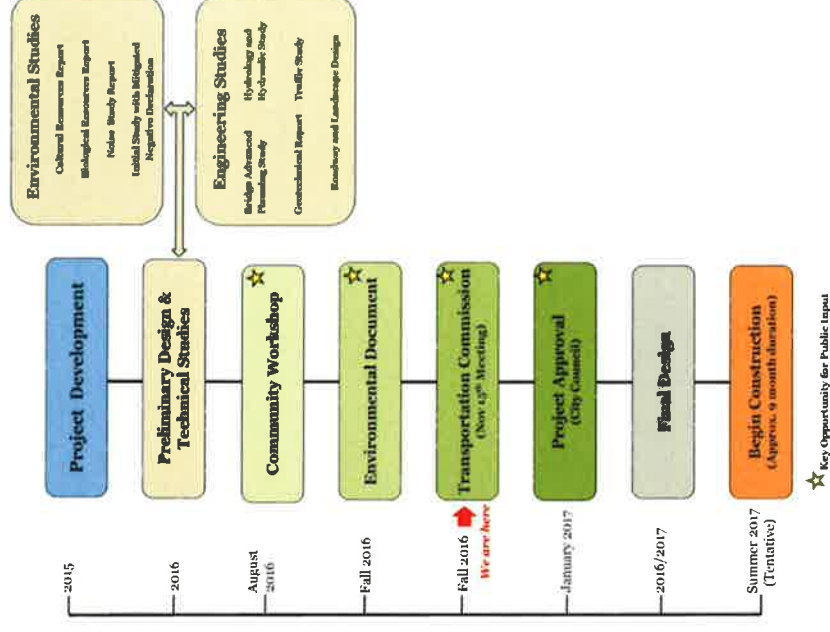 2015
Project Development
2016
Preliminary Design &
Technical Studies
Environmental Studies
Cultural Resources Report
Biological Resources Report
Noise Study Report
Initial Study with Mitigated
Negative Declaration
Engineering Studies
Bridge Advanced
Planning Study
Hydrology and
Hydraulic Study
Geotechnical Report
Traffic Study
Roadway and Landscape Design
August
2016
Community Workshop
Fall 2016
Environmental Document
Fall 2016
We are here
Transportation Commission
(Nov 15th Meeting)
January 2017
Project Approval
(City Council)
2016/2017
Final Design
Summer 2017
(Tentative)
Begin Construction
(Approx. 9 month duration)
Key Opportunity for Public Input